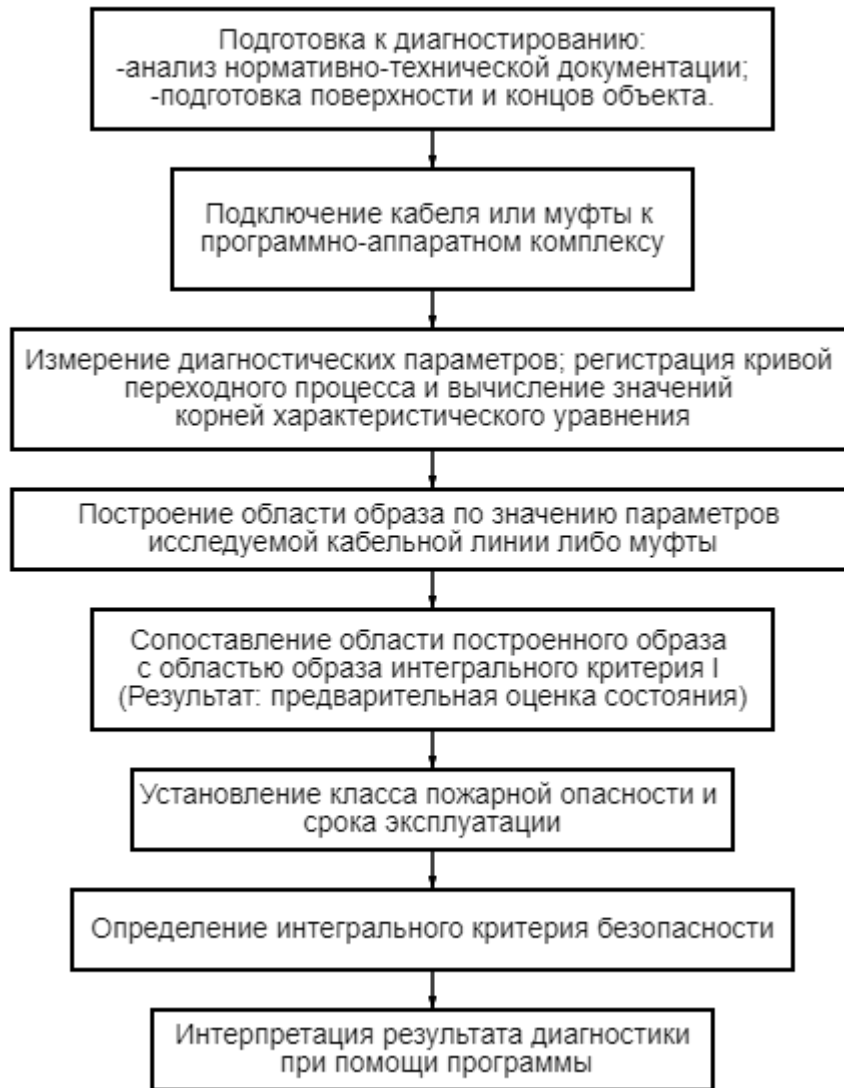 Подготовка к диагностированию:
-анализ нормативно-технической документации;
-подготовка поверхности и концов объекта.
Подключение кабеля или муфты к
программно-аппаратном комплексу
Измерение диагностических параметров; регистрация кривой
переходного процесса и вычисление значений
корней характеристического уравнения
Построение области образа по значению параметров
исследуемой кабельной линии либо муфты
Сопоставление области построенного образа
с областью образа интегрального критерия I
(Результат: предварительная оценка состояния)
Установление класса пожарной опасности и
срока эксплуатации
Определение интегрального критерия безопасности
Интерпретация результата диагностики
при помощи программы